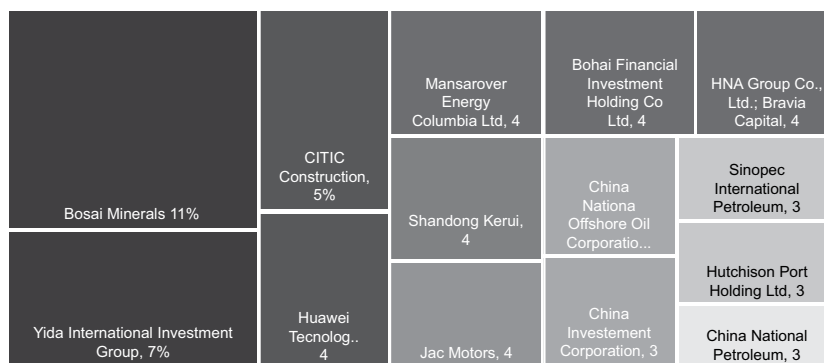 Bosai Minerals 11%
Yida International Investment
Group, 7%
CITIC
Construction,
5%
Huawei
Tecnolog..
4
Mansarover
Energy
Columbia Ltd, 4
Shandong Kerui,
4
Jac Motors, 4
Bohai Financial
Investment
Holding Co
Ltd, 4
HNA Group Co.,
Ltd.; Bravia
Capital, 4
China
Nationa
Offshore Oil
Corporatio...
China
Investement
Corporation, 3
Sinopec
International
Petroleum, 3
Hutchison Port
Holding Ltd, 3
China National
Petroleum, 3